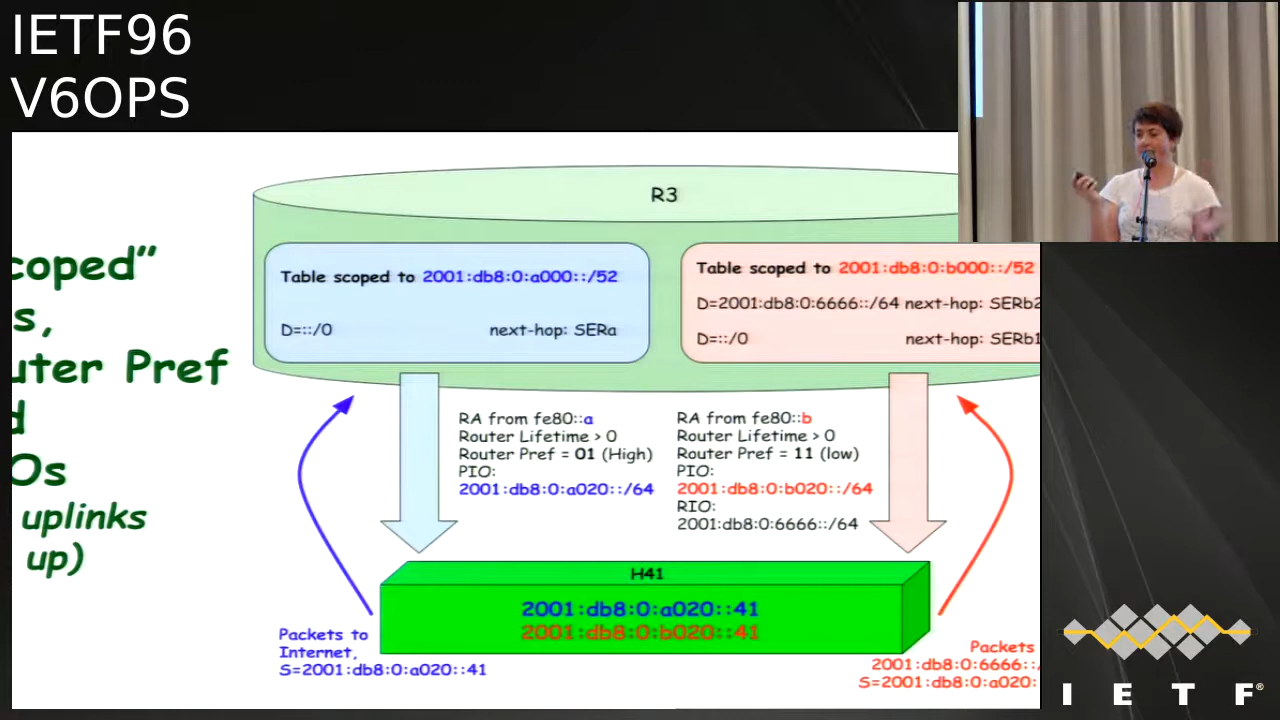 IETF96
V6OPS
coped”
s,
uter Pref
d
Os
uplinks
up)
R3
Table scoped to 2001:db8:0:a000::/52
D=::/0 next-hop: SERa
Table scoped to 2001:db8:0:b000::/52
D=2001:db8:0:6666::/64 next-hop: SERb2
D=::/0 next-hop: SERb1
RA from fe80::a
Router Lifetime > 0
Router Pref = 01 (High)
PIO:
2001:db8:0:a020::/64
RA from fe80::b
Router Lifetime > 0
Router Pref = 11 (low)
PIO:
2001:db8:0:b020::/64
RIO:
2001:db8:0:6666::/64
H41
2001:db8:0:a020::41
2001:db8:0:b020::41
Packets to
Internet,
S=2001:db8:0:a020::41
Packets
2001:db8:0:6666::/
S=2001:db8:0:a020:
I E T F®